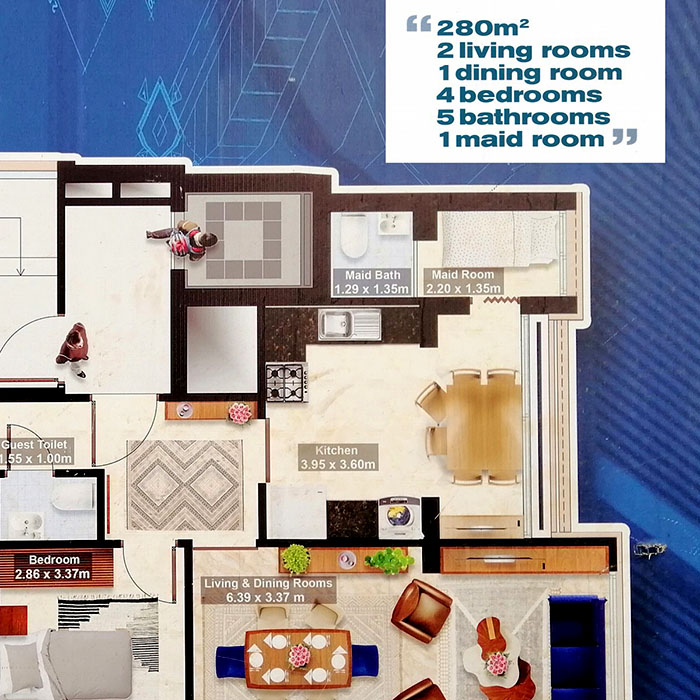 “ 280m²
2 living rooms
1 dining room
4 bedrooms
5 bathrooms
1 maid room ”
Maid Bath
1.29 x 1.35m
Maid Room
2.20 x 1.35m
Kitchen
3.95 x 3.60m
Guest Toilet
1.55 x 1.00m
Bedroom
2.86 x 3.37m
Living & Dining Rooms
6.39 x 3.37 m